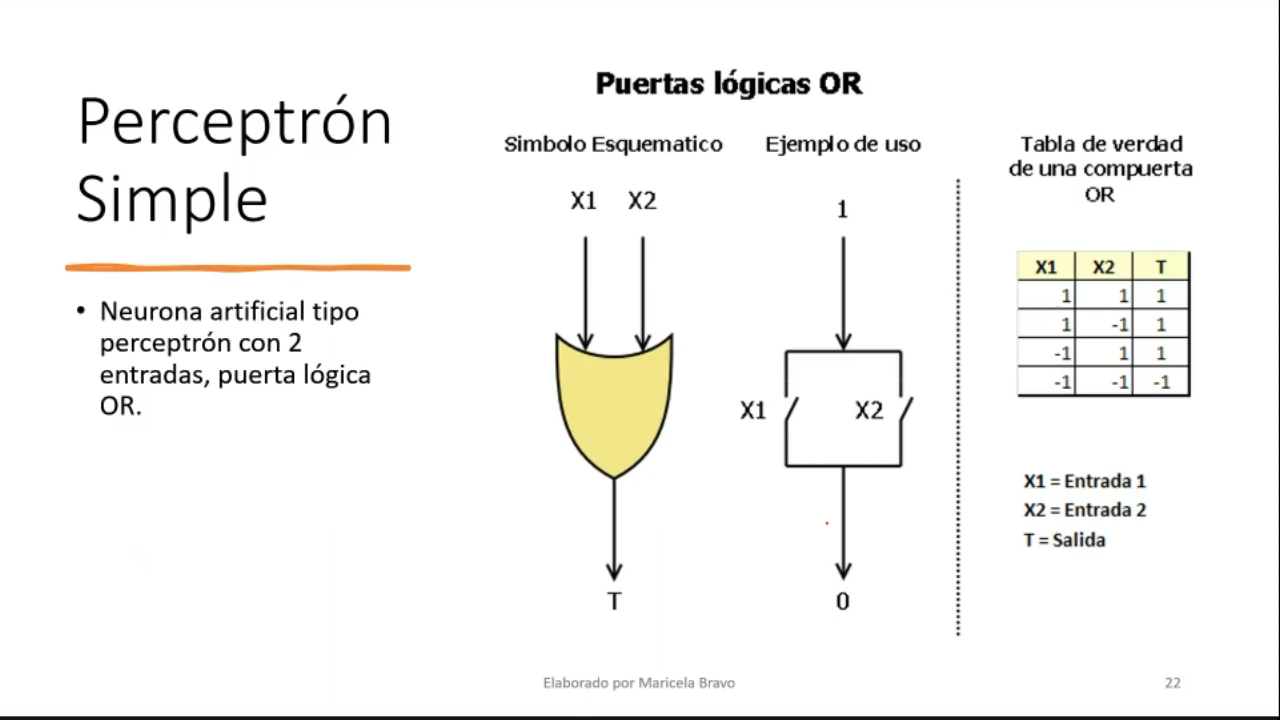 Perceptrón
Simple
• Neurona artificial tipo
perceptrón con 2
entradas, puerta lógica
OR.
Puertas lógicas OR
Simbolo Esquematico
X1 X2
T
Ejemplo de uso
1
X1 X2
0
Tabla de verdad
de una compuerta
OR
X1 X2 T
1 1 1
1 -1 1
-1 1 1
-1 -1 -1
X1 = Entrada 1
X2 = Entrada 2
T = Salida
Elaborado por Maricela Bravo
22